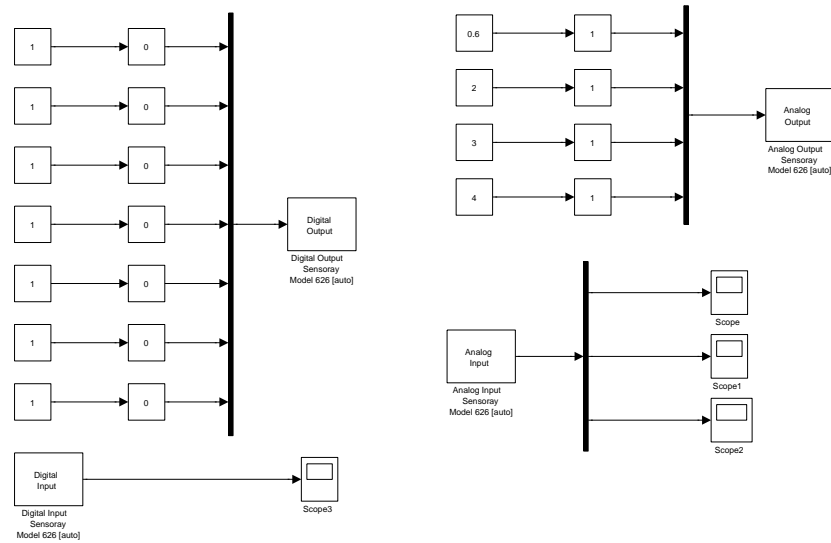 1 0
1 0
1 0
1 0
1 0
1 0
1 0
Digital
Output
Digital Output
Sensoray
Model 626 [auto]
Digital
Input
Digital Input
Sensoray
Model 626 [auto]
Scope3
0.6 1
2 1
3 1
4 1
Analog
Output
Analog Output
Sensoray
Model 626 [auto]
Analog
Input
Analog Input
Sensoray
Model 626 [auto]
Scope
Scope1
Scope2